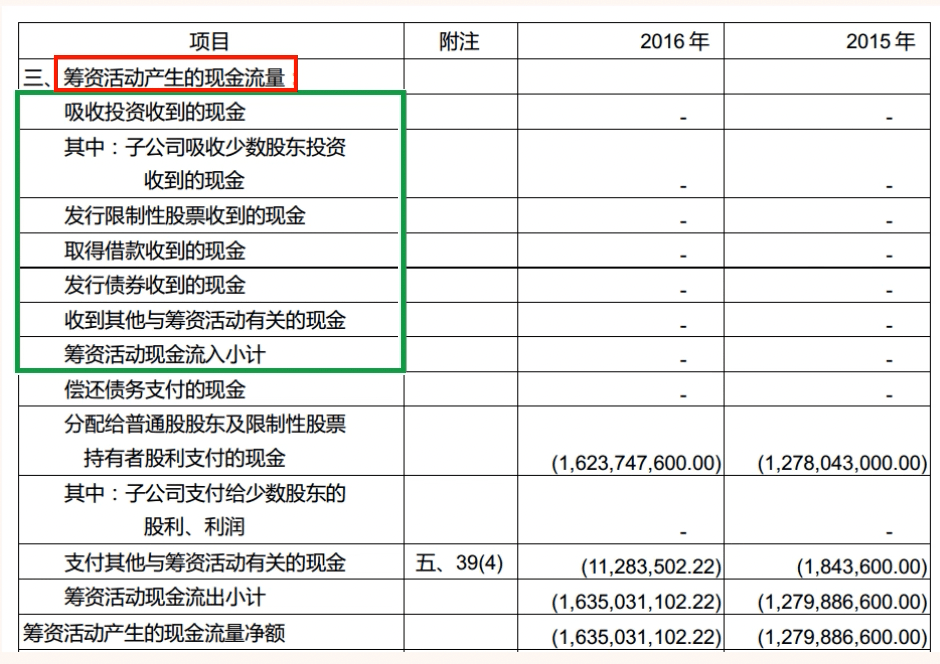 项目 附注 2016年 2015年
三、筹资活动产生的现金流量：
吸收投资收到的现金 - -
其中：子公司吸收少数股东投资
收到的现金 - -
发行限制性股票收到的现金 - -
取得借款收到的现金 - -
发行债券收到的现金 - -
收到其他与筹资活动有关的现金 - -
筹资活动现金流入小计 - -
偿还债务支付的现金 - -
分配给普通股股东及限制性股票
持有者股利支付的现金 (1,623,747,600.00) (1,278,043,000.00)
其中：子公司支付给少数股东的
股利、利润 - -
支付其他与筹资活动有关的现金 五、39(4) (11,283,502.22) (1,843,600.00)
筹资活动现金流出小计 (1,635,031,102.22) (1,279,886,600.00)
筹资活动产生的现金流量净额 (1,635,031,102.22) (1,279,886,600.00)